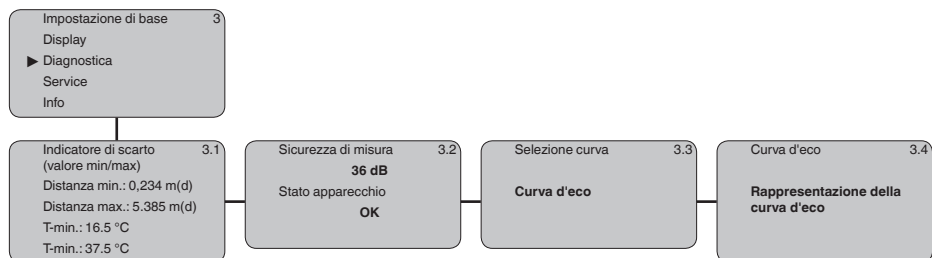 Impostazione di base 3
Display
▶ Diagnostica
Service
Info
Indicatore di scarto 3.1
(valore min/max)
Distanza min.: 0,234 m(d)
Distanza max.: 5.385 m(d)
T-min.: 16.5 °C
T-min.: 37.5 °C
Sicurezza di misura 3.2
36 dB
Stato apparecchio
OK
Selezione curva 3.3
Curva d'eco
Curva d'eco 3.4
Rappresentazione della
curva d'eco